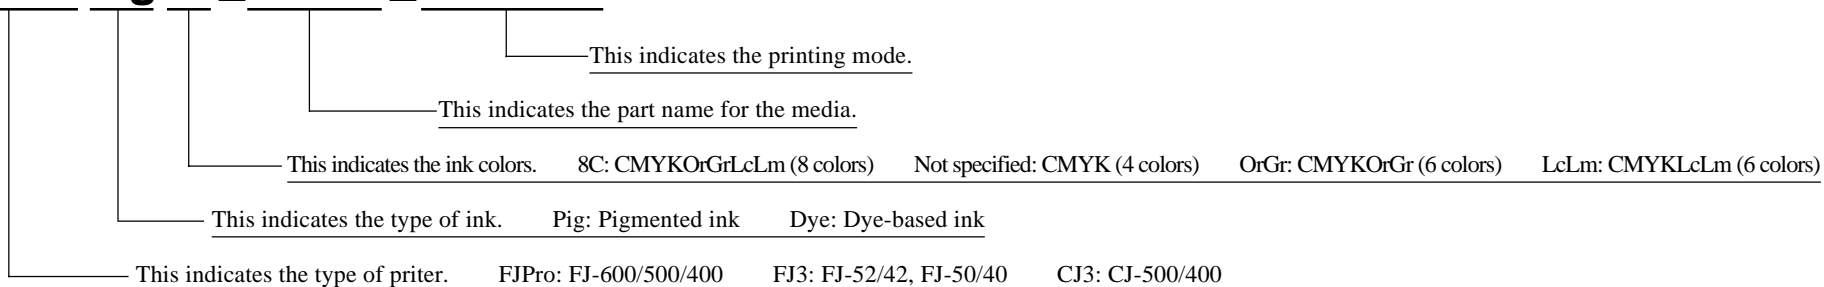 This indicates the printing mode.
This indicates the part name for the media.
This indicates the ink colors. 8C: CMYKOrGrLcLm (8 colors) Not specified: CMYK (4 colors) OrGr: CMYKOrGr (6 colors) LcLm: CMYKLcLm (6 colors)
This indicates the type of ink. Pig: Pigmented ink Dye: Dye-based ink
This indicates the type of priter. FJPro: FJ-600/500/400 FJ3: FJ-52/42, FJ-50/40 CJ3: CJ-500/400